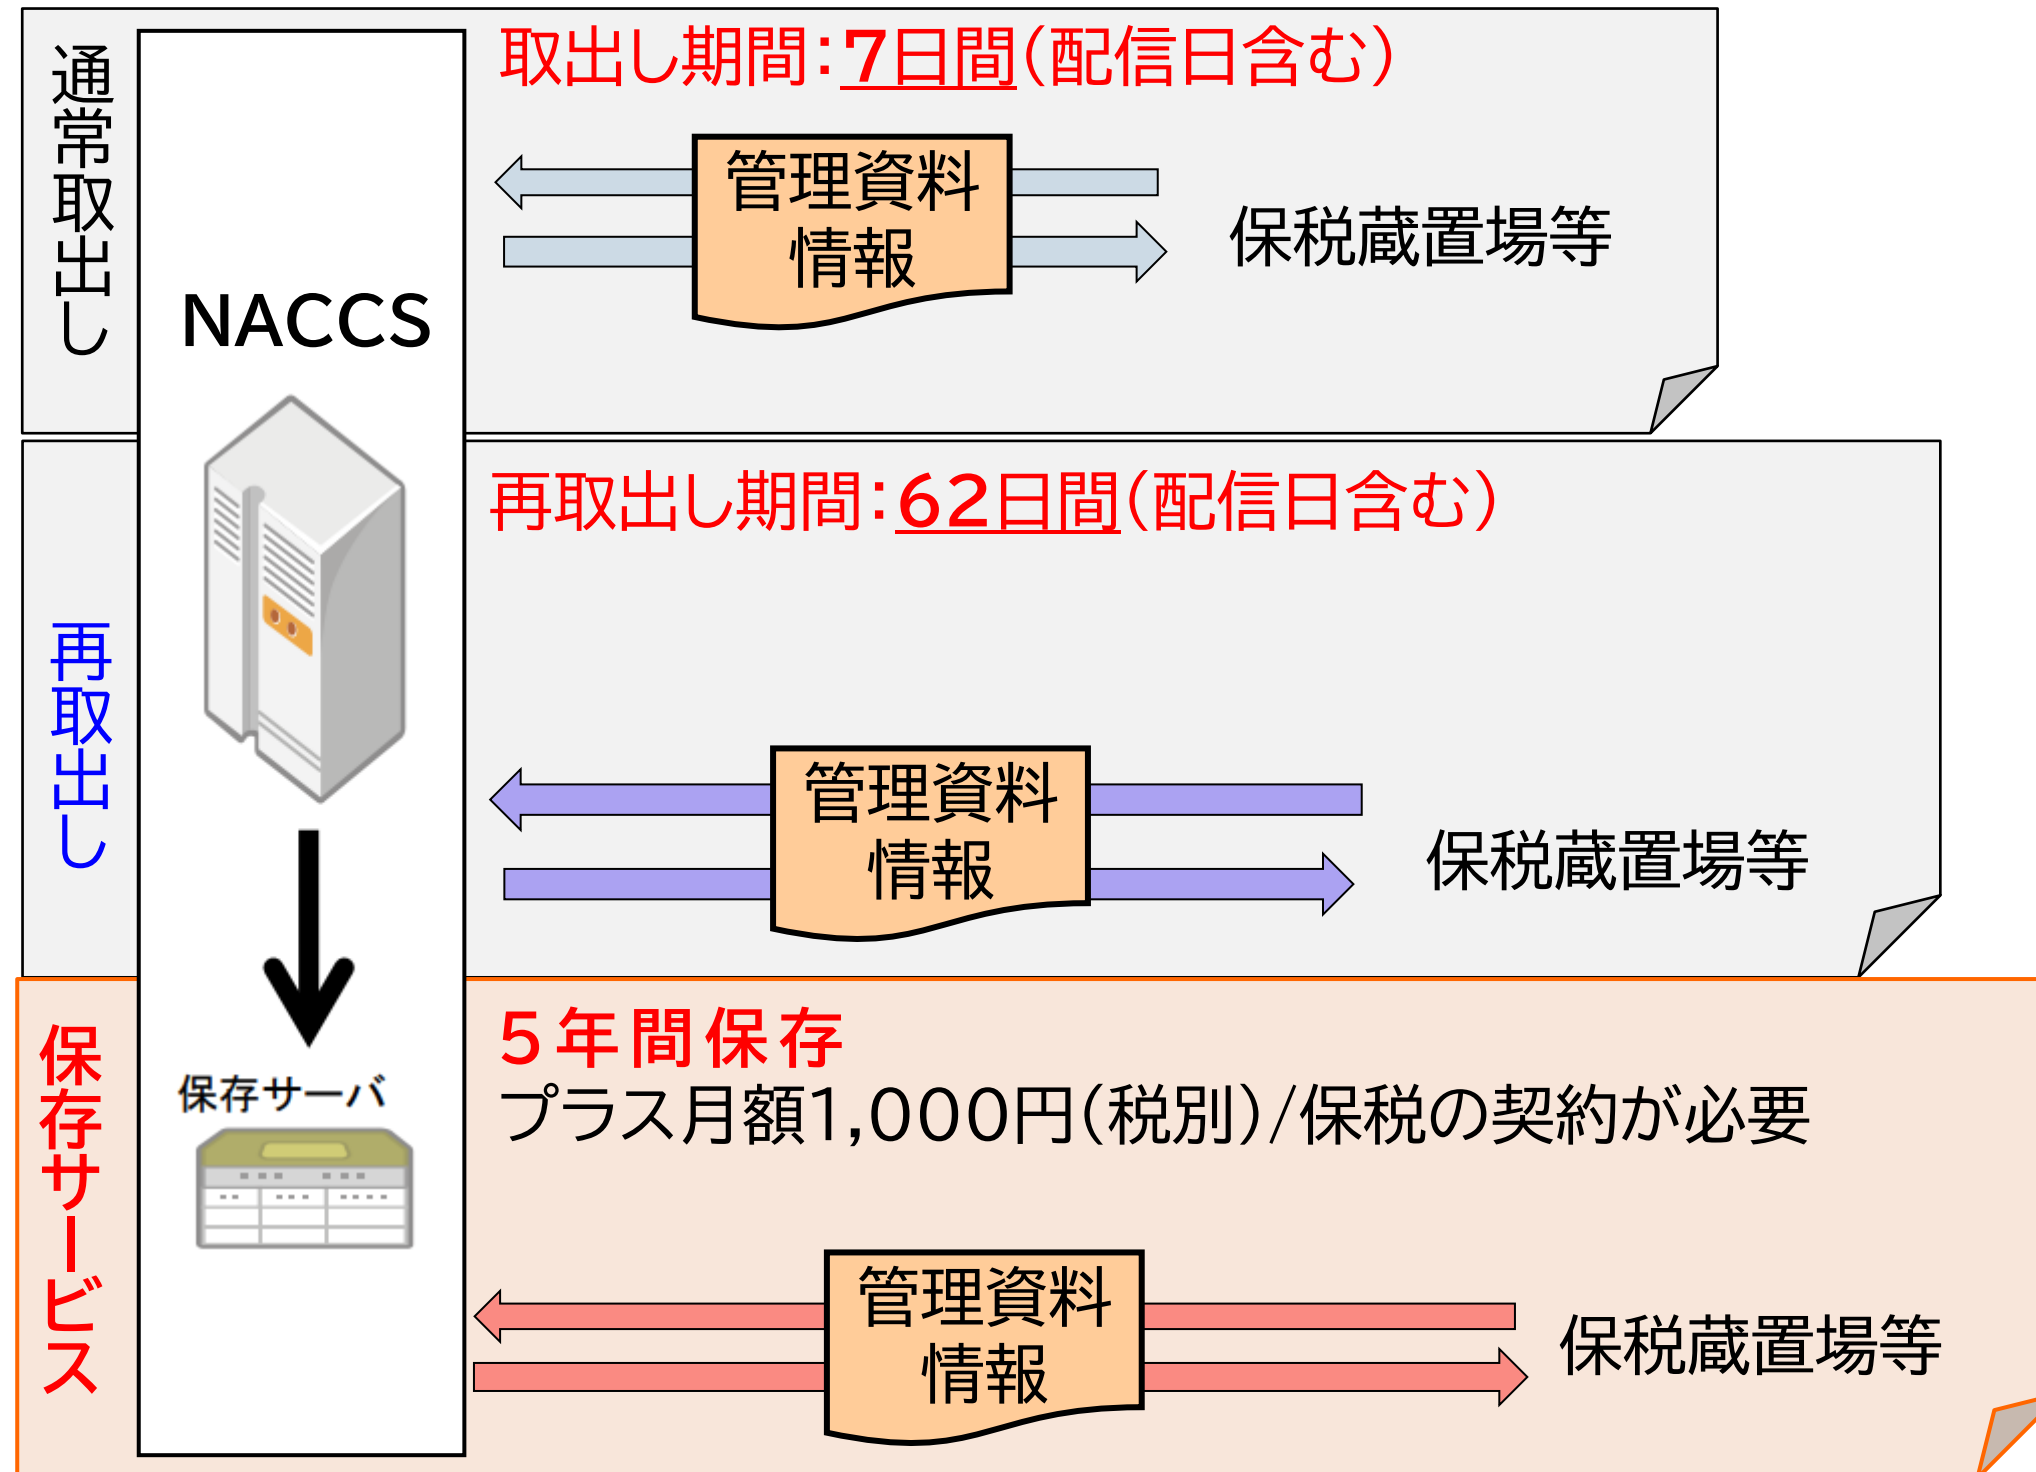 通常取出し
取出し期間：7日間（配信日含む）
管理資料
情報
保税蔵置場等
NACCS
再取出し
再取出し期間：62日間（配信日含む）
管理資料
情報
保税蔵置場等
保存サービス
保存サーバ
５年間保存
プラス月額1,000円（税別）/保税の契約が必要
管理資料
情報
保税蔵置場等